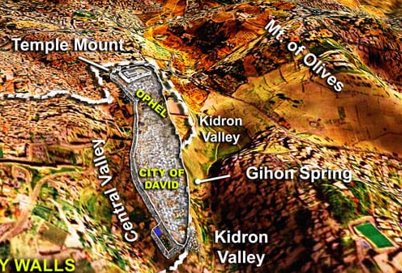 Temple Mount
Mt. of Olives
OPHEL
Kidron
Valley
Central Valley
CITY OF
DAVID
Gihon Spring
Kidron
Valley
Y WALLS